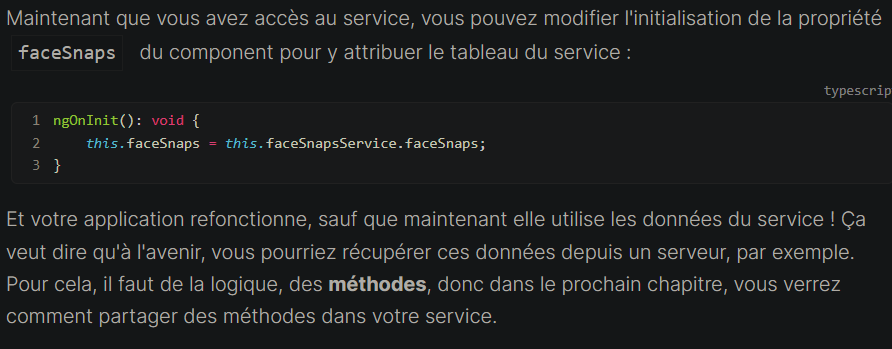 Maintenant que vous avez accès au service, vous pouvez modifier l'initialisation de la propriété
faceSnaps du component pour y attribuer le tableau du service :
typescrip
1 ngOnInit(): void {
2 this.faceSnaps = this.faceSnapsService.faceSnaps;
3 }
Et votre application refonctionne, sauf que maintenant elle utilise les données du service ! Ça
veut dire qu'à l'avenir, vous pourriez récupérer ces données depuis un serveur, par exemple.
Pour cela, il faut de la logique, des méthodes, donc dans le prochain chapitre, vous verrez
comment partager des méthodes dans votre service.